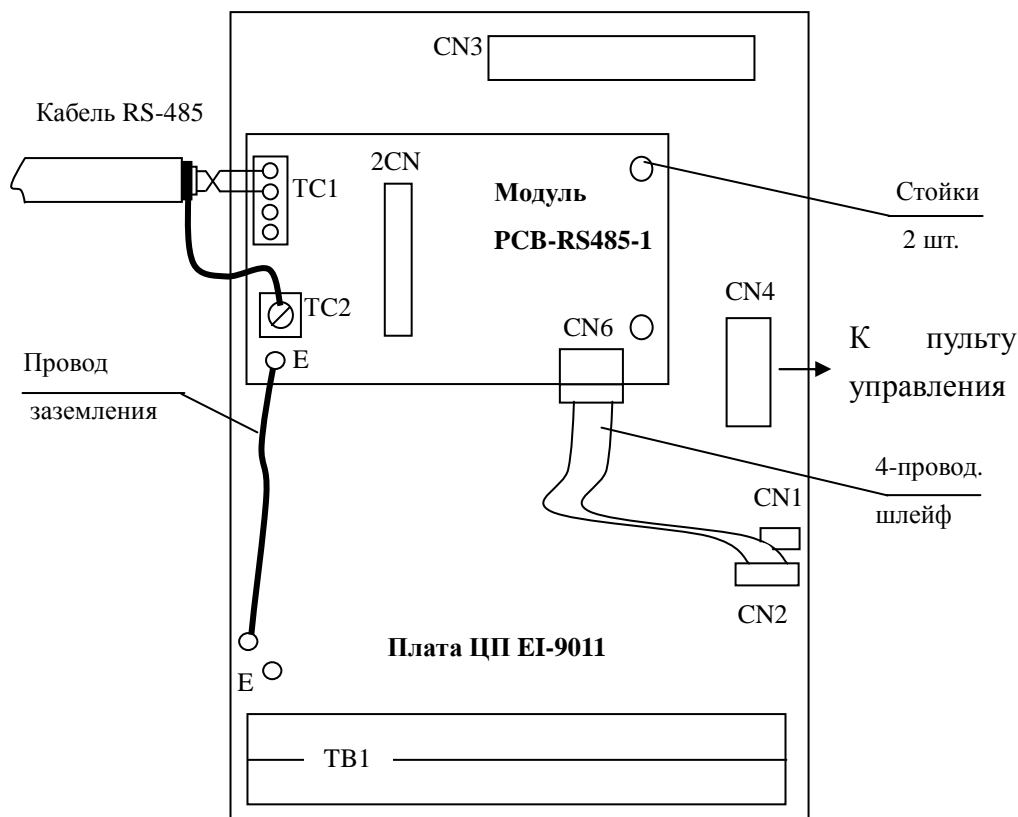 CN3
Кабель RS-485
2CN
TC1
Модуль
PCB-RS485-1
Стойки
2 шт.
TC2
CN6
CN4
E
К пульту
управления
Провод
заземления
4-провод.
шлейф
CN1
CN2
Плата ЦП EI-9011
E
TB1